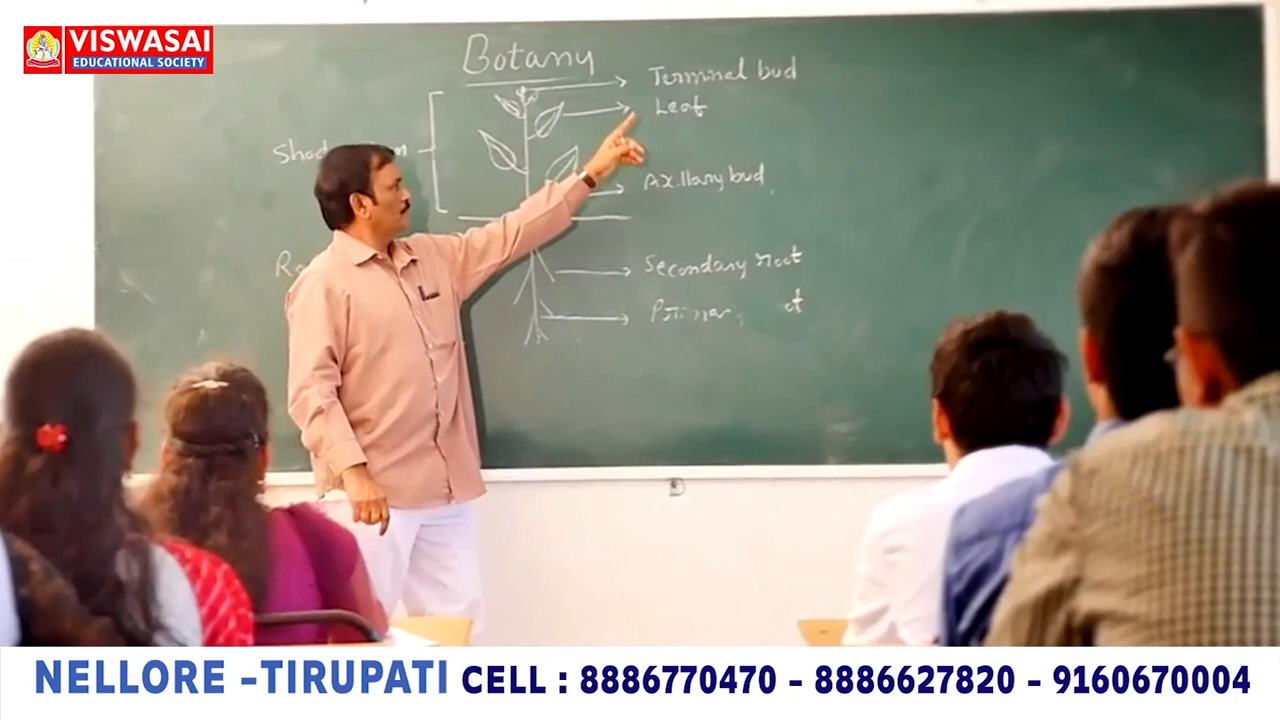 VISWASAI
EDUCATIONAL SOCIETY
Botany
Terminal bud
Leaf
Axillary bud
Secondary root
NELLORE -TIRUPATI CELL : 8886770470 - 8886627820 - 9160670004